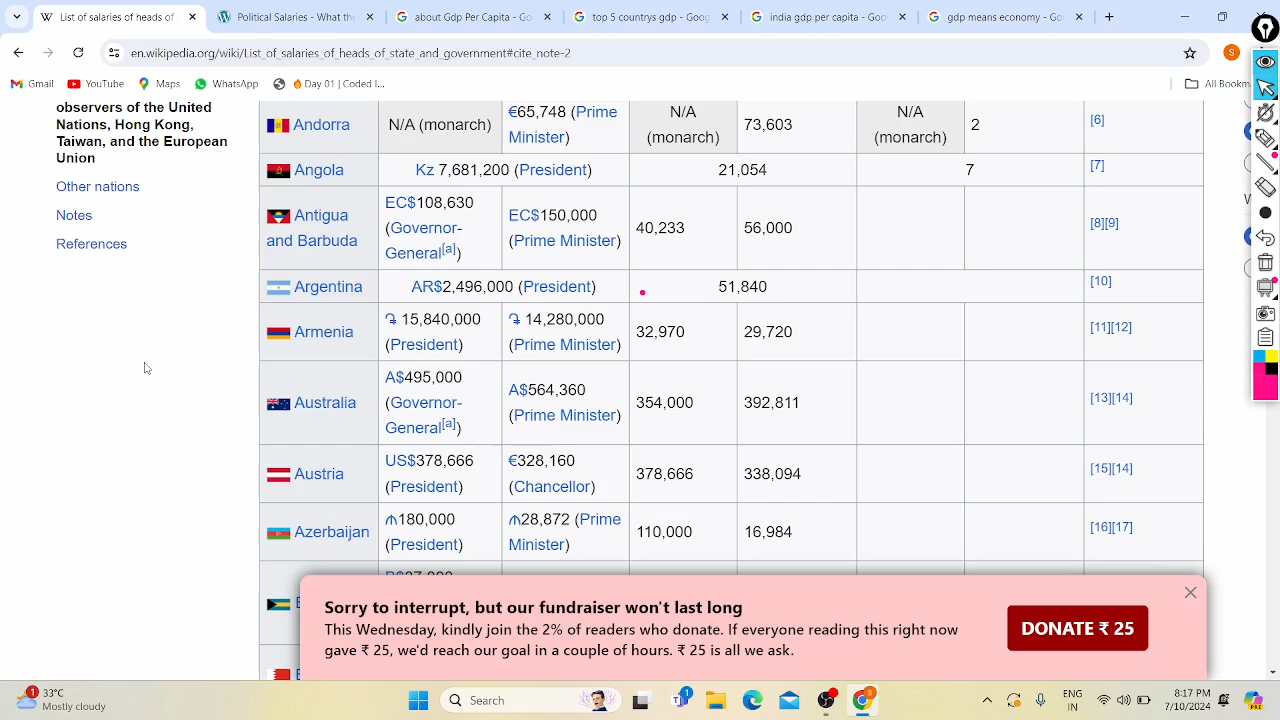 List of salaries of heads of st
Political Salaries - What the
about GDp Per Capita - Go
top 5 countrys gdp - Goo
india gdp per capita - Goo
gdp means economy - Goo
en.wikipedia.org/wiki/List_of_salaries_of_heads_of_state_and_government#cite_note-2
Gmail YouTube Maps WhatsApp Day 01 | Coded I... All Bookm
observers of the United
Nations, Hong Kong,
Taiwan, and the European
Union
Other nations
Notes
References
Andorra N/A (monarch) €65,748 (Prime Minister) N/A (monarch) 73,603 N/A (monarch) 2 [6]
Angola Kz 7,681,200 (President) 21,054 7 [7]
Antigua and Barbuda EC$108,630 (Governor-General[a]) EC$150,000 (Prime Minister) 40,233 56,000 [8][9]
Argentina AR$2,496,000 (President) 51,840 [10]
Armenia ֏ 15,840,000 (President) ֏ 14,280,000 (Prime Minister) 32,970 29,720 [11][12]
Australia A$495,000 (Governor-General[a]) A$564,360 (Prime Minister) 354,000 392,811 [13][14]
Austria US$378,666 (President) €328,160 (Chancellor) 378,666 338,094 [15][14]
Azerbaijan ₼180,000 (President) ₼28,872 (Prime Minister) 110,000 16,984 [16][17]
Sorry to interrupt, but our fundraiser won't last long
This Wednesday, kindly join the 2% of readers who donate. If everyone reading this right now
gave ₹ 25, we'd reach our goal in a couple of hours. ₹ 25 is all we ask.
DONATE ₹ 25
33°C
Mostly cloudy
Search
ENG
IN
8:17 PM
7/10/2024